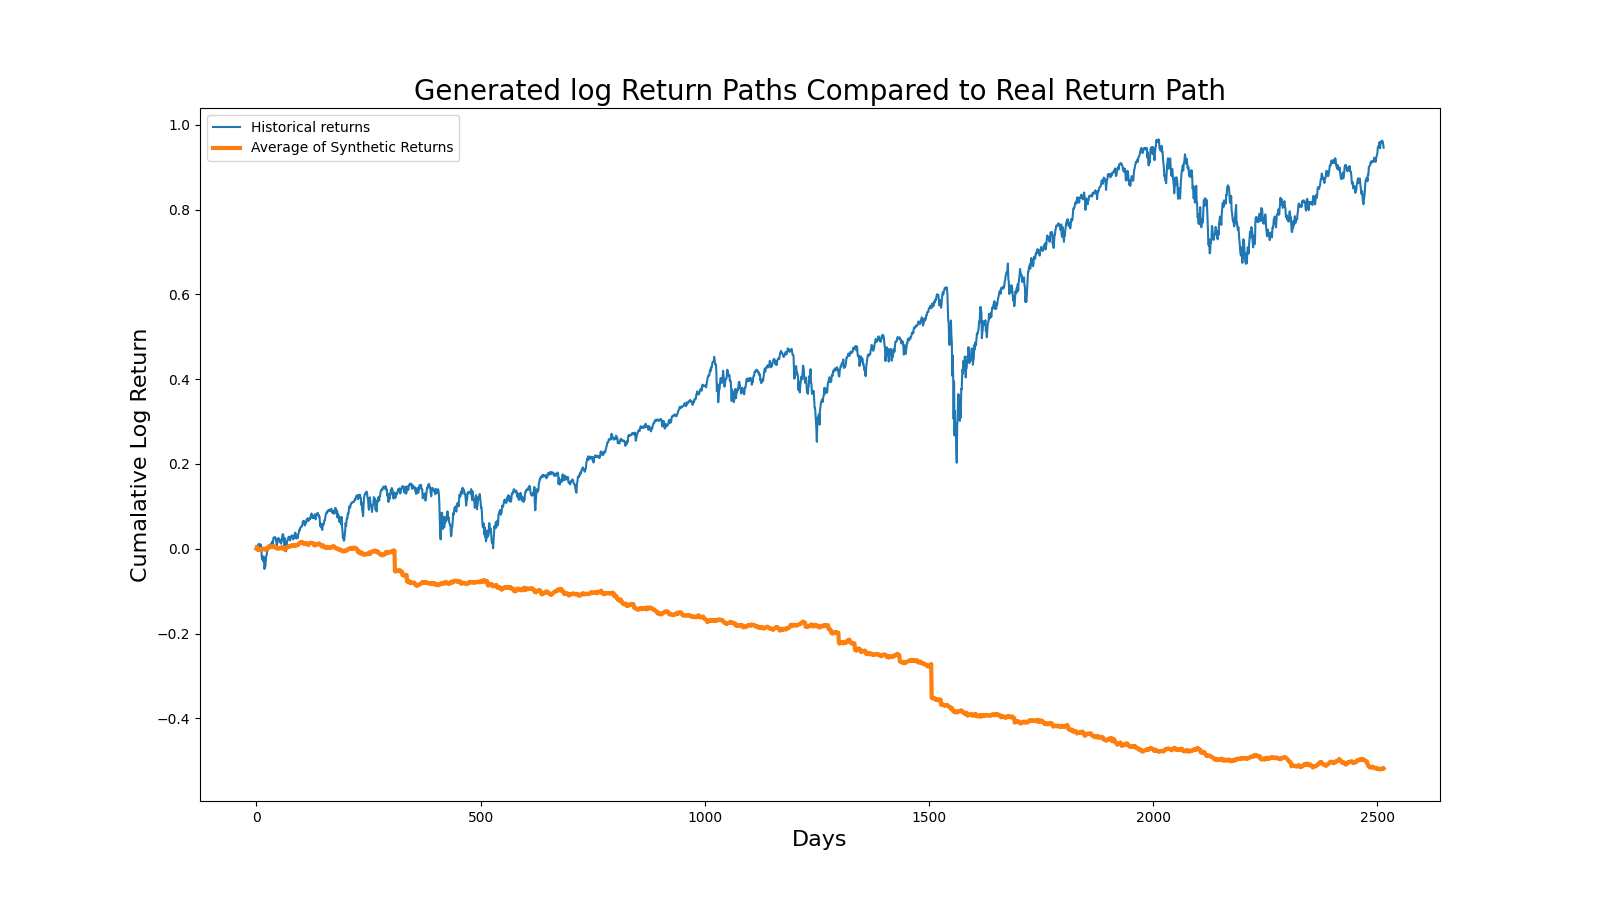 Generated log Return Paths Compared to Real Return Path
Historical returns
Average of Synthetic Returns
1.0
0.8
0.6
0.4
0.2
0.0
−0.2
−0.4
Cumalative Log Return
0 500 1000 1500 2000 2500
Days